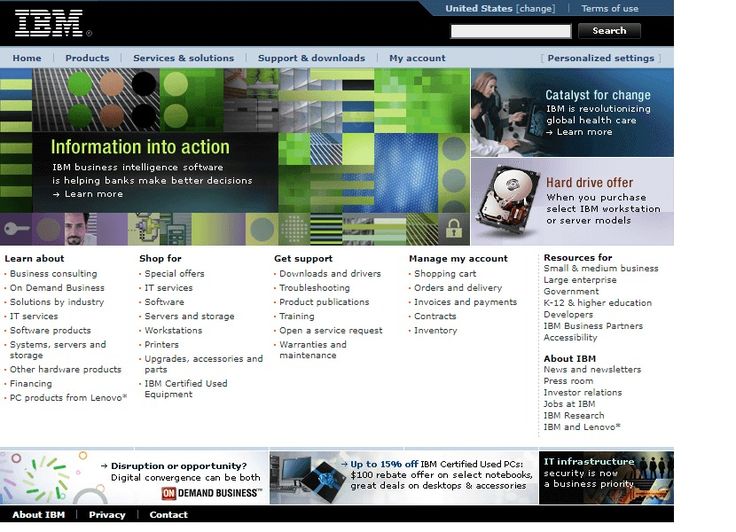 IBM®
United States [change] | Terms of use
Search
Home | Products | Services & solutions | Support & downloads | My account
[ Personalized settings ]
Information into action
IBM business intelligence software
is helping banks make better decisions
→ Learn more
Catalyst for change
IBM is revolutionizing
global health care
→ Learn more
Hard drive offer
When you purchase
select IBM workstation
or server models
Learn about
Business consulting
On Demand Business
Solutions by industry
IT services
Software products
Systems, servers and
storage
Other hardware products
Financing
PC products from Lenovo*
Shop for
Special offers
IT services
Software
Servers and storage
Workstations
Printers
Upgrades, accessories and
parts
IBM Certified Used
Equipment
Get support
Downloads and drivers
Troubleshooting
Product publications
Training
Open a service request
Warranties and
maintenance
Manage my account
Shopping cart
Orders and delivery
Invoices and payments
Contracts
Inventory
Resources for
Small & medium business
Large enterprise
Government
K-12 & higher education
Developers
IBM Business Partners
Accessibility
About IBM
News and newsletters
Press room
Investor relations
Jobs at IBM
IBM Research
IBM and Lenovo*
→ Disruption or opportunity?
Digital convergence can be both
ON DEMAND BUSINESS™
→ Up to 15% off IBM Certified Used PCs:
$100 rebate offer on select notebooks,
great deals on desktops & accessories
IT infrastructure
security is now
a business priority
About IBM | Privacy | Contact